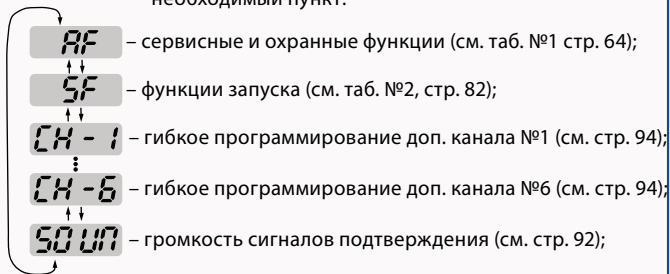 необходимый пункт.
AF – сервисные и охранные функции (см. таб. №1 стр. 64);
SF – функции запуска (см. таб. №2, стр. 82);
CH - 1 – гибкое программирование доп. канала №1 (см. стр. 94);
CH - 6 – гибкое программирование доп. канала №6 (см. стр. 94);
SOUN – громкость сигналов подтверждения (см. стр. 92);